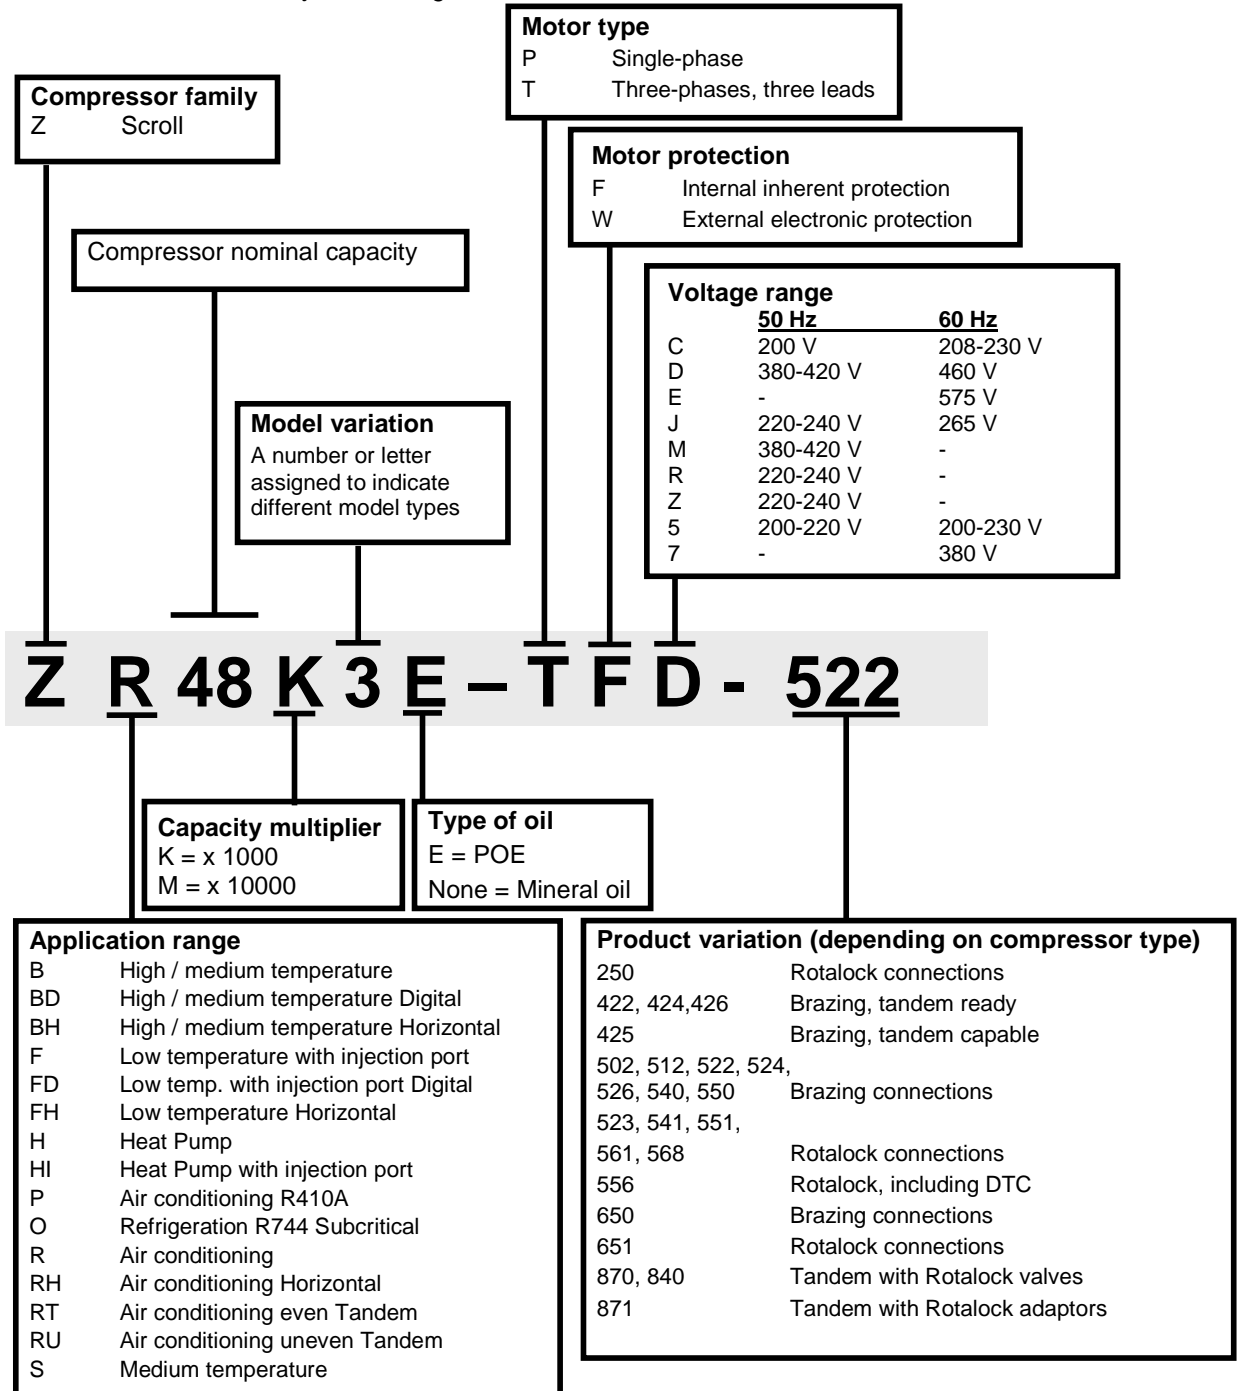 Motor type
P Single-phase
T Three-phases, three leads
Compressor family
Z Scroll
Motor protection
F Internal inherent protection
W External electronic protection
Compressor nominal capacity
Voltage range
50 Hz 60 Hz
C 200 V 208-230 V
D 380-420 V 460 V
E - 575 V
J 220-240 V 265 V
M 380-420 V -
R 220-240 V -
Z 220-240 V -
5 200-220 V 200-230 V
7 - 380 V
Model variation
A number or letter
assigned to indicate
different model types
Z R 48 K 3 E – T F D - 522
Capacity multiplier
K = x 1000
M = x 10000
Type of oil
E = POE
None = Mineral oil
Application range
B High / medium temperature
BD High / medium temperature Digital
BH High / medium temperature Horizontal
F Low temperature with injection port
FD Low temp. with injection port Digital
FH Low temperature Horizontal
H Heat Pump
HI Heat Pump with injection port
P Air conditioning R410A
O Refrigeration R744 Subcritical
R Air conditioning
RH Air conditioning Horizontal
RT Air conditioning even Tandem
RU Air conditioning uneven Tandem
S Medium temperature
Product variation (depending on compressor type)
250 Rotalock connections
422, 424,426 Brazing, tandem ready
425 Brazing, tandem capable
502, 512, 522, 524,
526, 540, 550 Brazing connections
523, 541, 551,
561, 568 Rotalock connections
556 Rotalock, including DTC
650 Brazing connections
651 Rotalock connections
870, 840 Tandem with Rotalock valves
871 Tandem with Rotalock adaptors